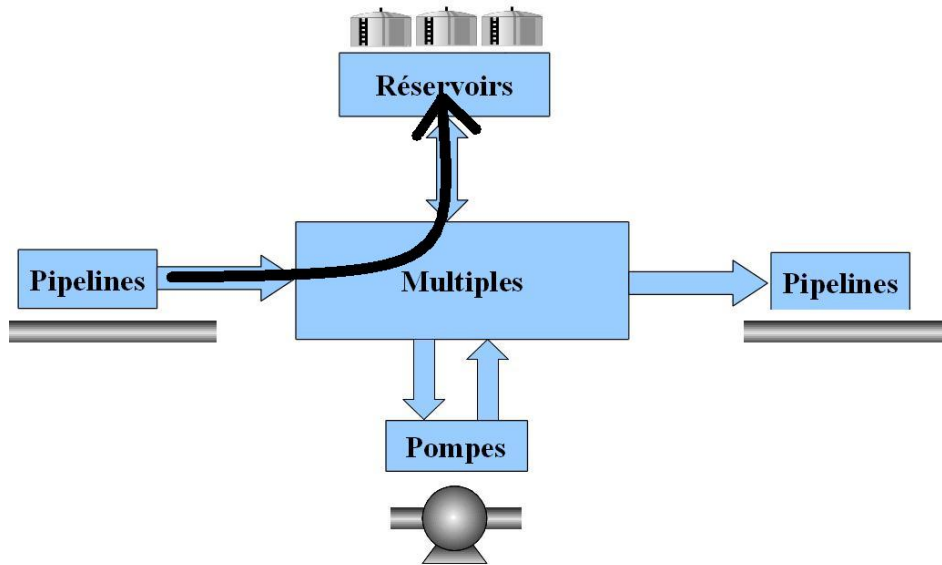 Réservoirs
Pipelines
Multiples
Pipelines
Pompes